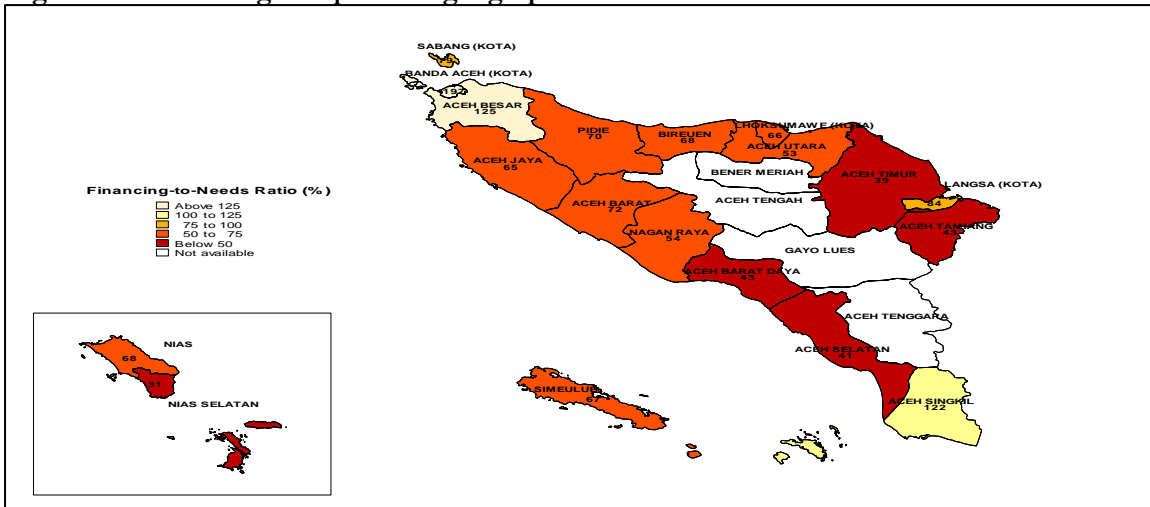 SABANG (KOTA)
BANDA ACEH (KOTA)
192
ACEH BESAR
125
PIDIE
70
BIREUEN
68
LHOKSUMAWE (KOTA)
66
ACEH UTARA
53
ACEH JAYA
65
BENER MERIAH
ACEH TIMUR
39
LANGSA (KOTA)
84
ACEH TENGAH
ACEH BARAT
72
NAGAN RAYA
54
ACEH TAMIANG
43
GAYO LUES
ACEH BARAT DAYA
43
ACEH TENGGARA
ACEH SELATAN
41
SIMEULUE
67
ACEH SINGKIL
122
Financing-to-Needs Ratio (%)
Above 125
100 to 125
75 to 100
50 to 75
Below 50
Not available
NIAS
68
31
NIAS SELATAN